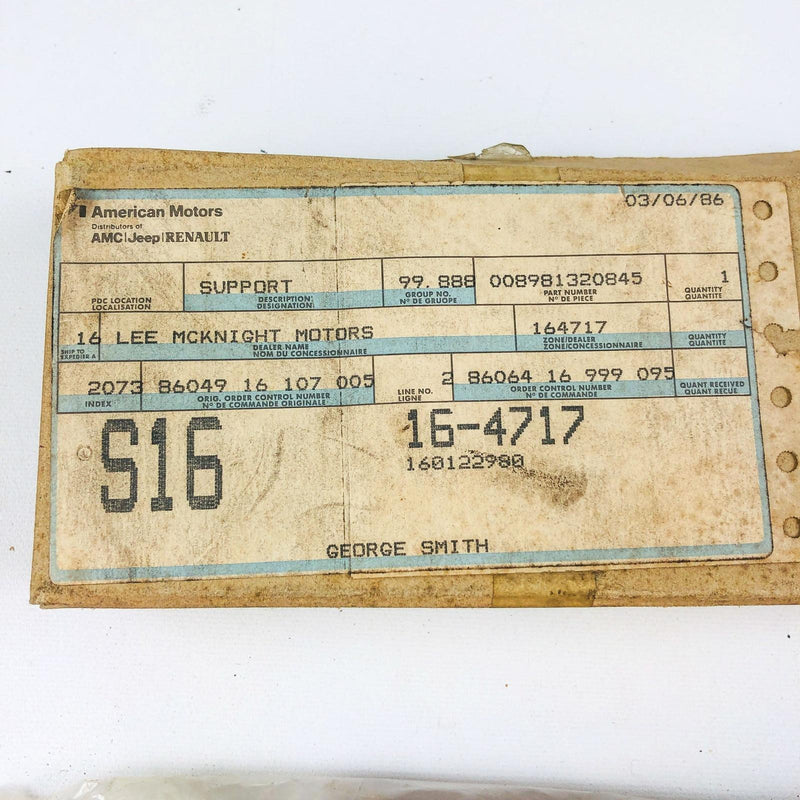 American Motors
03/06/86
Distributors of
AMC|Jeep|RENAULT
SUPPORT 99.888 008981320845 1
PDC LOCATION DESCRIPTION GROUP NO. PART NUMBER QUANTITY
LOCALISATION DESIGNATION Nº DE GRUOPE Nº DE PIECE QUANTITE
16 LEE MCKNIGHT MOTORS 164717
SHIP TO DEALER NAME ZONE/DEALER QUANTITY
EXPEDIER A NOM DU CONCESSIONNAIRE ZONE/CONCESSIONNAIRE QUANTITE
2073 86049 16 107 005 LINE NO. 2 86064 16 999 095
INDEX ORIG. ORDER CONTROL NUMBER LIGNE ORDER CONTROL NUMBER QUANT RECEIVED
Nº DE COMMANDE ORIGINALE Nº DE COMMANDE QUANT RECUE
S16 16-4717
160122980
GEORGE SMITH